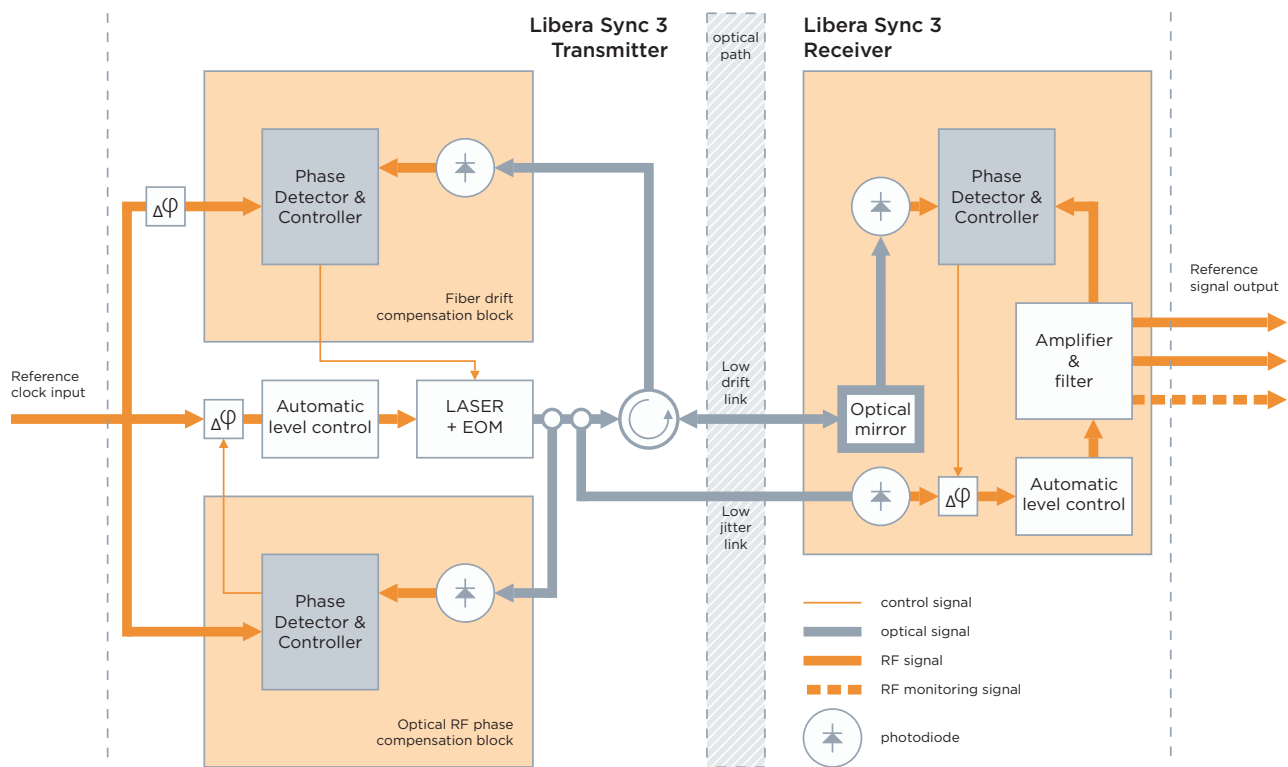 Libera Sync 3
Transmitter
optical
path
Libera Sync 3
Receiver
Phase
Detector &
Controller
Δφ
Fiber drift
compensation block
Reference
clock input
Δφ
Automatic
level control
LASER
+ EOM
Phase
Detector &
Controller
Optical RF phase
compensation block
Low
drift
link
Low
jitter
link
Phase
Detector &
Controller
Optical
mirror
Δφ
Amplifier
&
filter
Automatic
level control
Reference
signal output
control signal
optical signal
RF signal
RF monitoring signal
photodiode